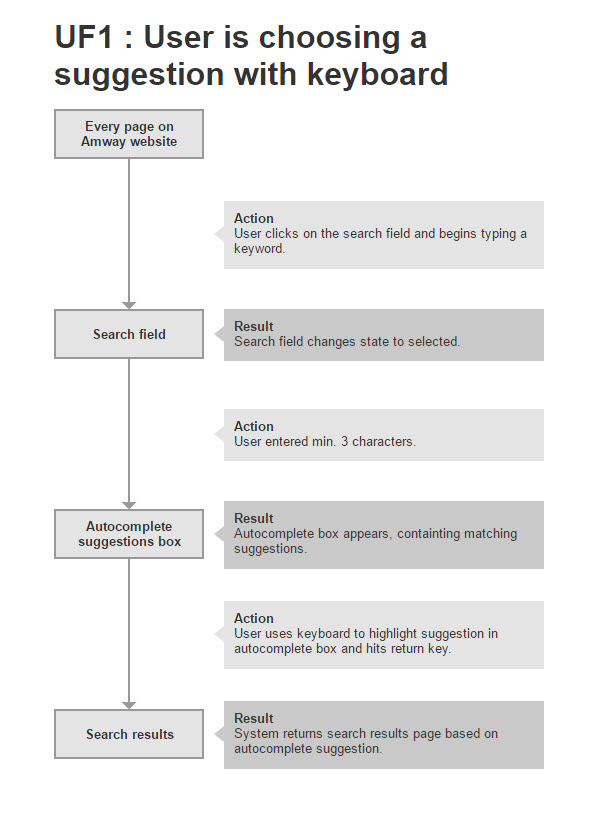 UF1 : User is choosing a
suggestion with keyboard
Every page on
Amway website
Action
User clicks on the search field and begins typing a
keyword.
Search field
Result
Search field changes state to selected.
Action
User entered min. 3 characters.
Autocomplete
suggestions box
Result
Autocomplete box appears, containting matching
suggestions.
Action
User uses keyboard to highlight suggestion in
autocomplete box and hits return key.
Search results
Result
System returns search results page based on
autocomplete suggestion.